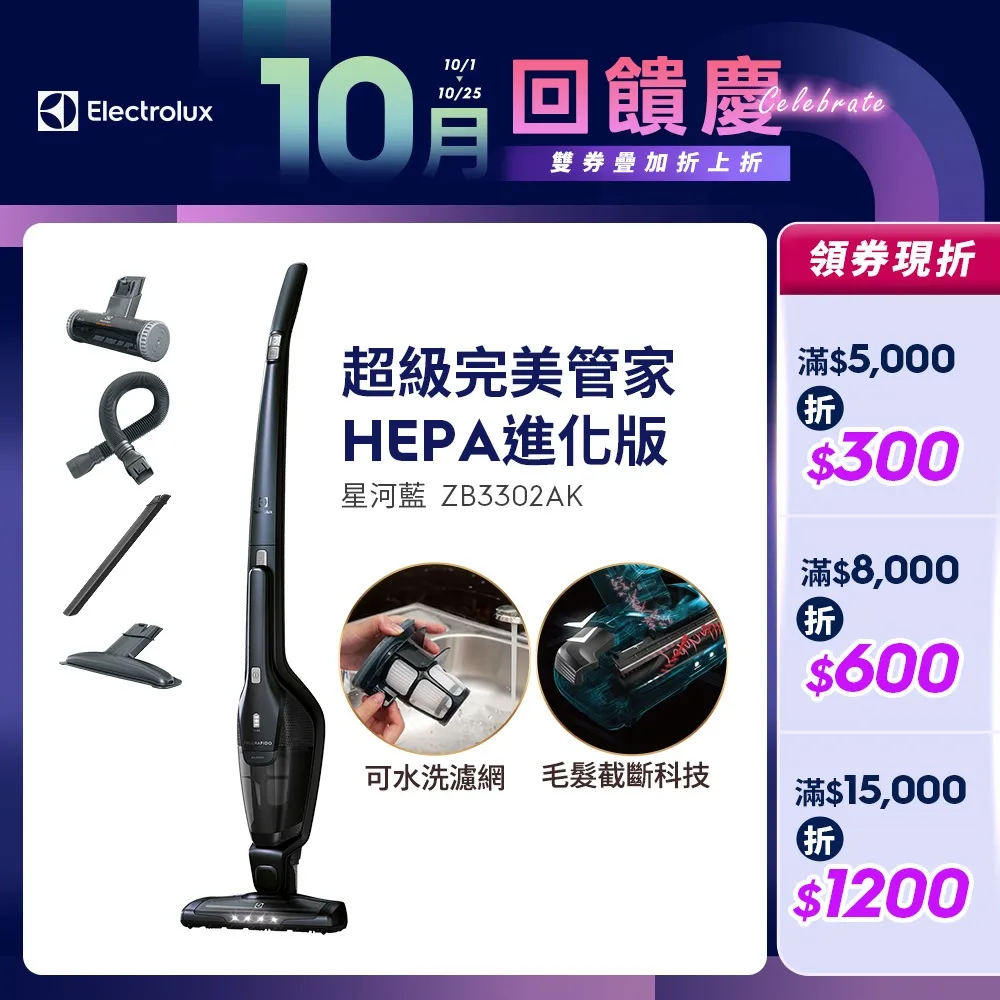 Electrolux
10月
10/1
10/25
回饋慶
Celebrate
雙券疊加折上折
領券現折
滿$5,000
折
$300
滿$8,000
折
$600
滿$15,000
折
$1200
超級完美管家
HEPA進化版
星河藍 ZB3302AK
可水洗濾網
毛髮截斷科技